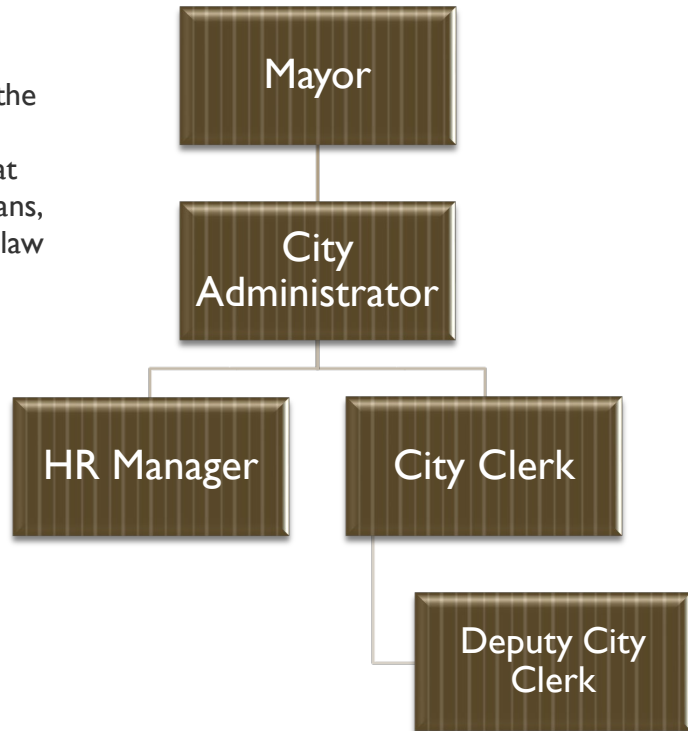 the
at
ans,
law
Mayor
City
Administrator
HR Manager
City Clerk
Deputy City
Clerk